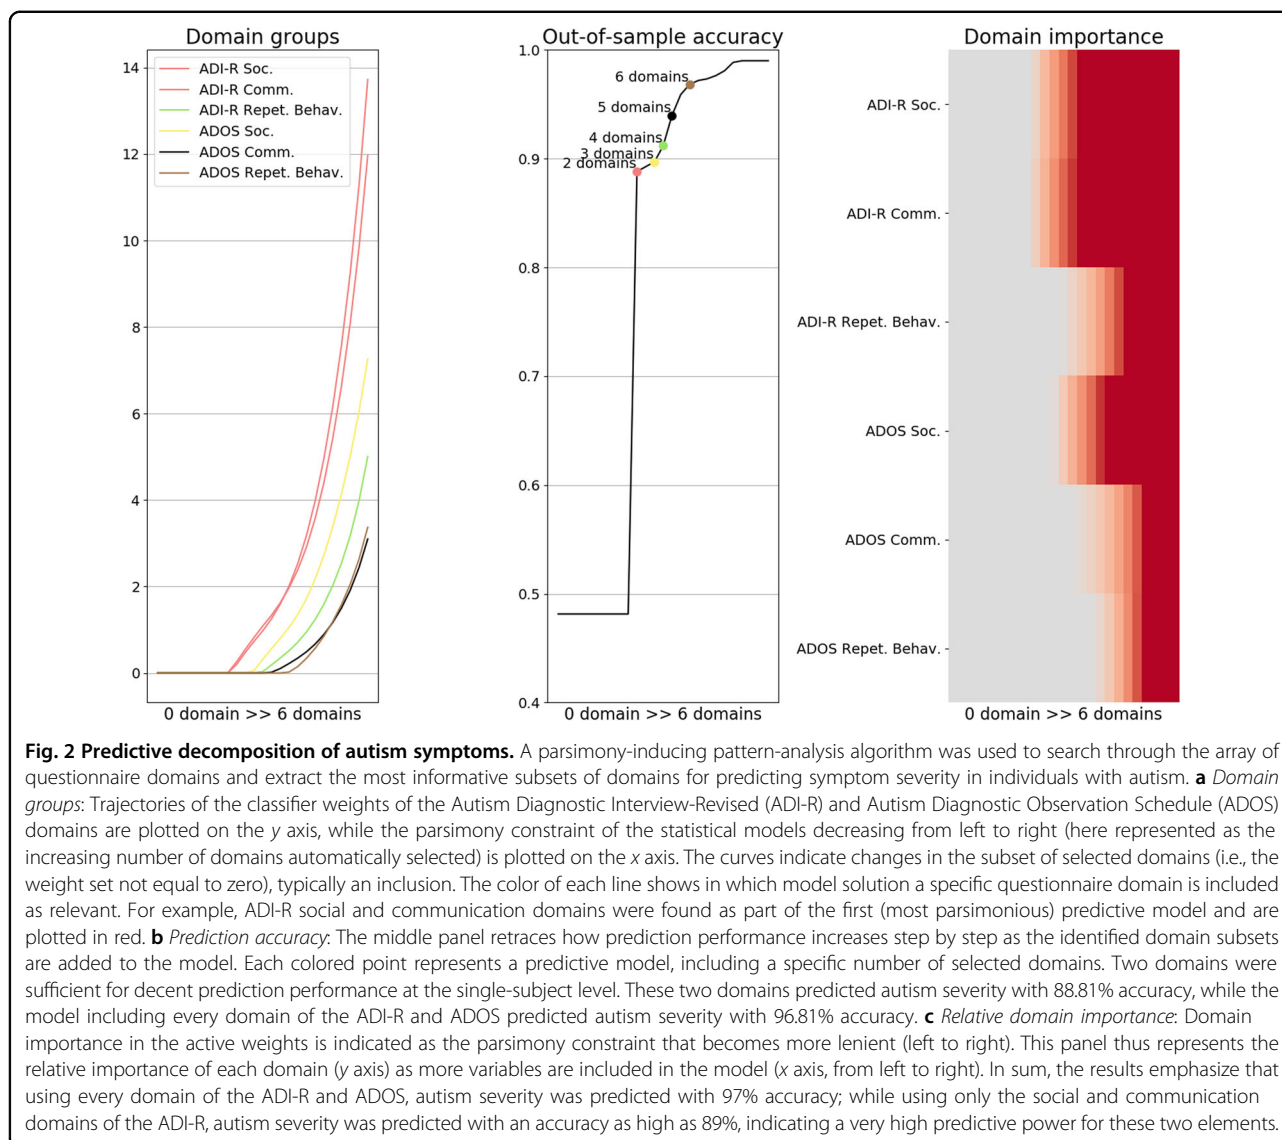 Domain groups
14
12
10
8
6
4
2
0
ADI-R Soc.
ADI-R Comm.
ADI-R Repet. Behav.
ADOS Soc.
ADOS Comm.
ADOS Repet. Behav.
0 domain >> 6 domains
Out-of-sample accuracy
1.0
0.9
0.8
0.7
0.6
0.5
0.4
6 domains
5 domains
4 domains
3 domains
2 domains
0 domain >> 6 domains
Domain importance
ADI-R Soc.
ADI-R Comm.
ADI-R Repet. Behav.
ADOS Soc.
ADOS Comm.
ADOS Repet. Behav.
0 domain >> 6 domains
Fig. 2 Predictive decomposition of autism symptoms. A parsimony-inducing pattern-analysis algorithm was used to search through the array of
questionnaire domains and extract the most informative subsets of domains for predicting symptom severity in individuals with autism. a Domain
groups: Trajectories of the classifier weights of the Autism Diagnostic Interview-Revised (ADI-R) and Autism Diagnostic Observation Schedule (ADOS)
domains are plotted on the y axis, while the parsimony constraint of the statistical models decreasing from left to right (here represented as the
increasing number of domains automatically selected) is plotted on the x axis. The curves indicate changes in the subset of selected domains (i.e., the
weight set not equal to zero), typically an inclusion. The color of each line shows in which model solution a specific questionnaire domain is included
as relevant. For example, ADI-R social and communication domains were found as part of the first (most parsimonious) predictive model and are
plotted in red. b Prediction accuracy: The middle panel retraces how prediction performance increases step by step as the identified domain subsets
are added to the model. Each colored point represents a predictive model, including a specific number of selected domains. Two domains were
sufficient for decent prediction performance at the single-subject level. These two domains predicted autism severity with 88.81% accuracy, while the
model including every domain of the ADI-R and ADOS predicted autism severity with 96.81% accuracy. c Relative domain importance: Domain
importance in the active weights is indicated as the parsimony constraint that becomes more lenient (left to right). This panel thus represents the
relative importance of each domain (y axis) as more variables are included in the model (x axis, from left to right). In sum, the results emphasize that
using every domain of the ADI-R and ADOS, autism severity was predicted with 97% accuracy; while using only the social and communication
domains of the ADI-R, autism severity was predicted with an accuracy as high as 89%, indicating a very high predictive power for these two elements.